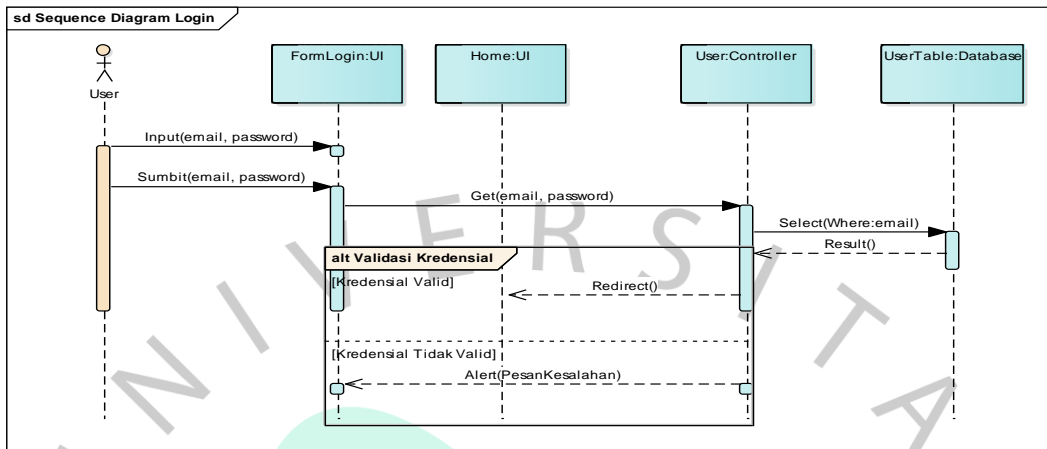 sd Sequence Diagram Login
FormLogin:UI
Home:UI
User:Controller
UserTable:Database
User
Input(email, password)
Sumbit(email, password)
Get(email, password)
Select(Where:email)
Result()
alt Validasi Kredensial
[Kredensial Valid]
Redirect()
[Kredensial Tidak Valid]
Alert(PesanKesalahan)
NIVERSITA